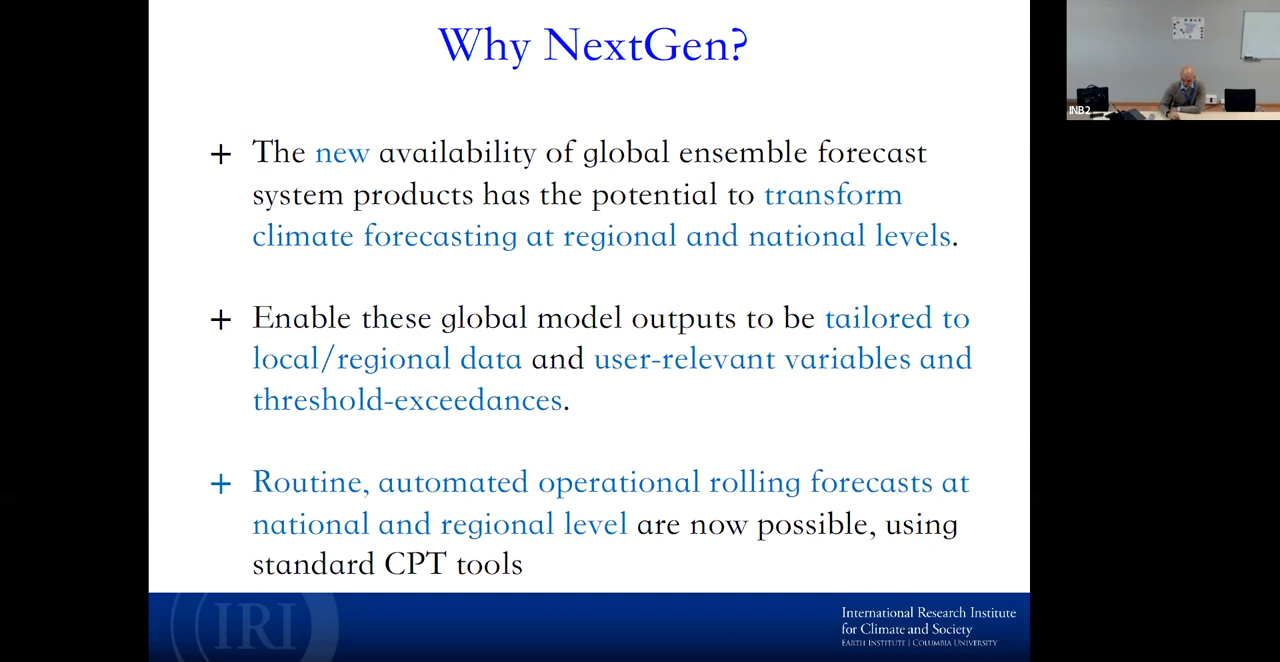 Why NextGen?
+ The new availability of global ensemble forecast
system products has the potential to transform
climate forecasting at regional and national levels.
+ Enable these global model outputs to be tailored to
local/regional data and user-relevant variables and
threshold-exceedances.
+ Routine, automated operational rolling forecasts at
national and regional level are now possible, using
standard CPT tools
IRI
International Research Institute
for Climate and Society
EARTH INSTITUTE | COLUMBIA UNIVERSITY
INB2